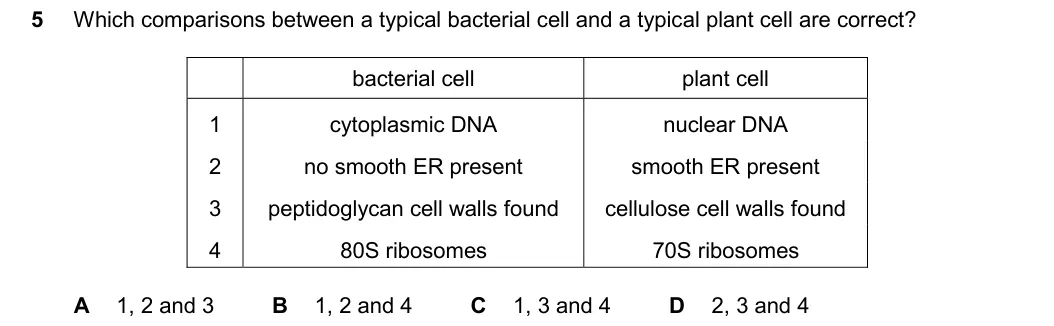 5 Which comparisons between a typical bacterial cell and a typical plant cell are correct?
bacterial cell plant cell
1 cytoplasmic DNA nuclear DNA
2 no smooth ER present smooth ER present
3 peptidoglycan cell walls found cellulose cell walls found
4 80S ribosomes 70S ribosomes
A 1, 2 and 3 B 1, 2 and 4 C 1, 3 and 4 D 2, 3 and 4